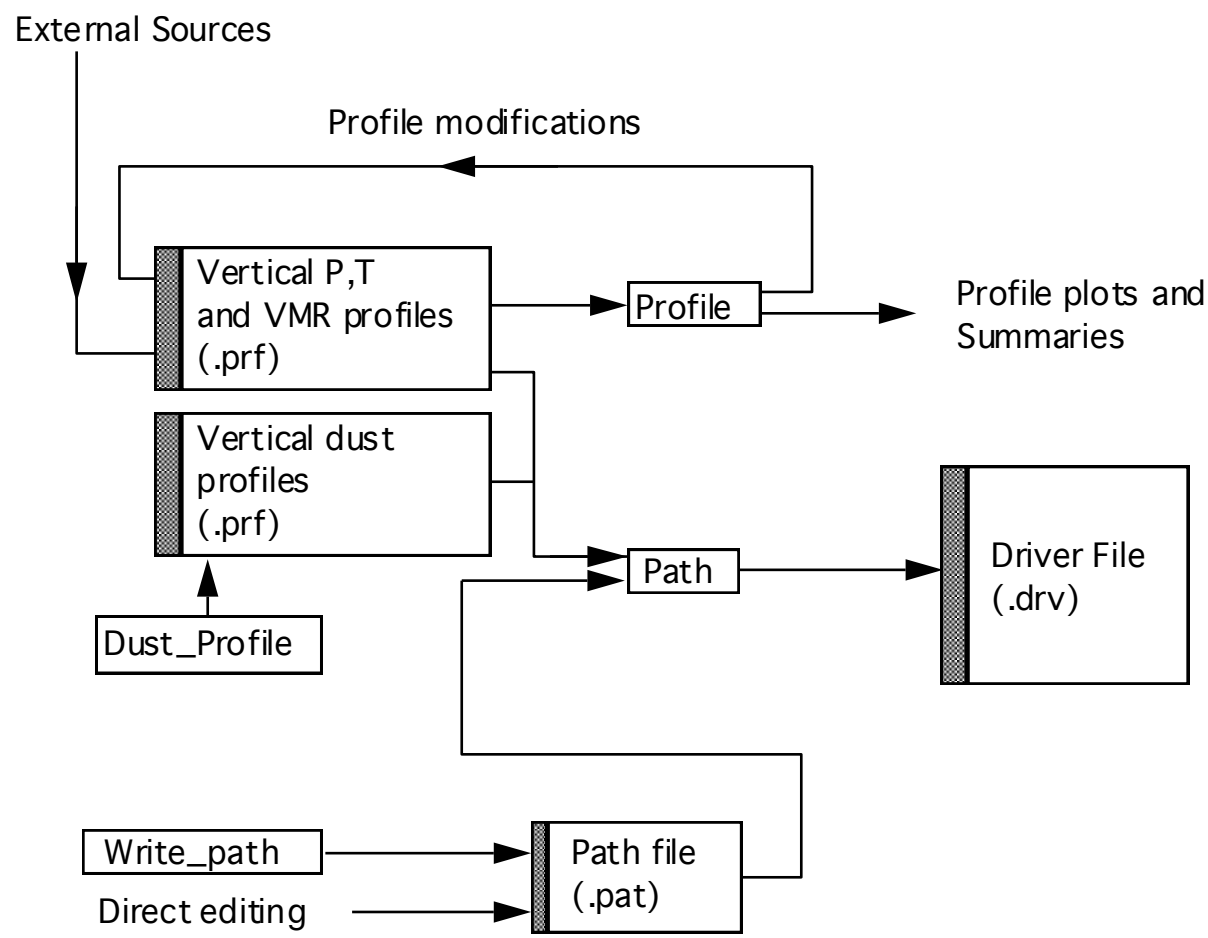 External Sources
Profile modifications
Vertical P,T
and VMR profiles
(.prf)
Profile
Profile plots and
Summaries
Vertical dust
profiles
(.prf)
Path
Driver File
(.drv)
Dust_Profile
Write_path
Path file
(.pat)
Direct editing